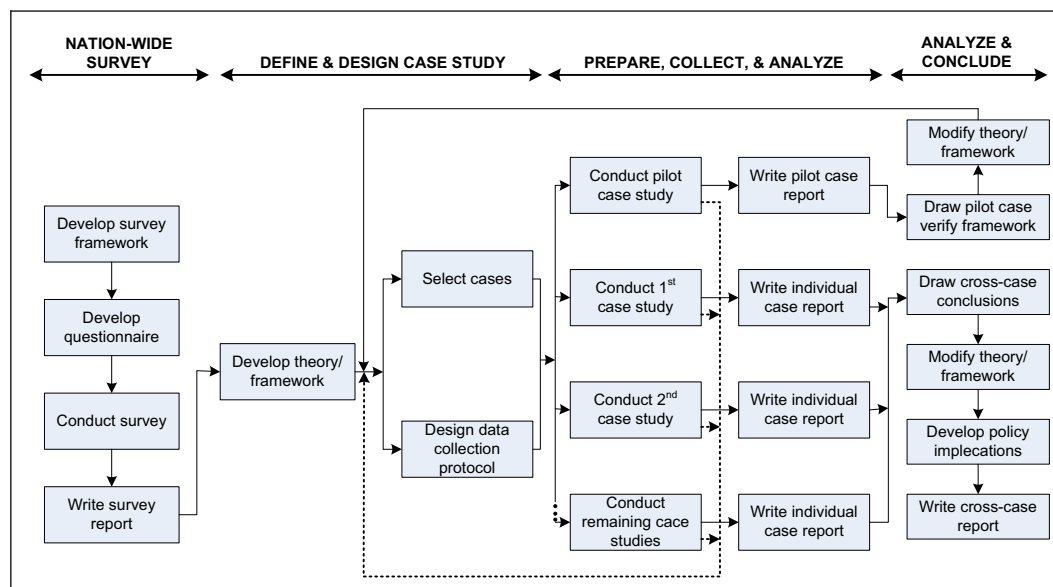 NATION-WIDE
SURVEY
DEFINE & DESIGN CASE STUDY
PREPARE, COLLECT, & ANALYZE
ANALYZE &
CONCLUDE
Develop survey
framework
Develop
questionnaire
Conduct survey
Write survey
report
Develop theory/
framework
Select cases
Design data
collection
protocol
Conduct pilot
case study
Conduct 1st
case study
Conduct 2nd
case study
Conduct
remaining cace
studies
Write pilot case
report
Write individual
case report
Write individual
case report
Write individual
case report
Modify theory/
framework
Draw pilot case
verify framework
Draw cross-case
conclusions
Modify theory/
framework
Develop policy
implecations
Write cross-case
report